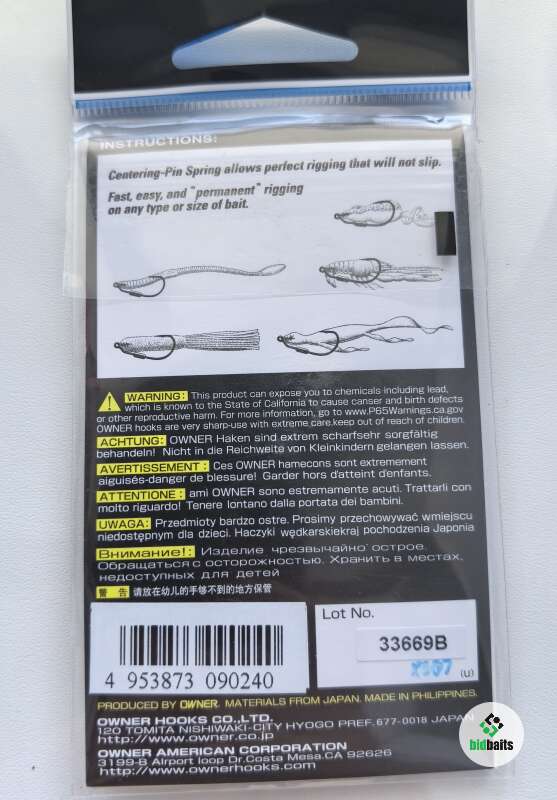 INSTRUCTIONS:
Centering-Pin Spring allows perfect rigging that will not slip.
Fast, easy, and "permanent" rigging
on any type or size of bait.
WARNING: This product can expose you to chemicals including lead,
which is known to the State of California to cause canser and birth defects
or other reproductive harm. For more information, go to www.P65Warnings.ca.gov
OWNER hooks are very sharp-use with extreme care.keep out of reach of children.
ACHTUNG: OWNER Haken sind extrem scharfsehr sorgfältig
behandeln! Nicht in die Reichweite von Kleinkindern gelangen lassen.
AVERTISSEMENT : Ces OWNER hamecons sont extremement
aiguisés-danger de blessure! Garder hors d'atteint d'enfants.
ATTENTIONE : ami OWNER sono estremamente acuti. Trattarli con
molto riguardo! Tenere lontano dalla portata dei bambini.
UWAGA: Przedmioty bardzo ostre. Prosimy przechowywać wmiejscu
niedostępnym dla dzieci. Haczyki wędkarskiekraj pochodzenia Japonia
Внимание!: Изделие чрезвычайно острое.
Обращаться с осторожностью. Хранить в местах,
недоступных для детей
警 告 请放在幼儿的手够不到的地方保管
4 953873 090240
Lot No.
33669B
(u)
PRODUCED BY OWNER. MATERIALS FROM JAPAN. MADE IN PHILIPPINES.
OWNER HOOKS CO.,LTD.
120 TOMITA NISHIWAKI-CITY HYOGO PREF.677-0018 JAPAN
http://www.owner.co.jp
OWNER AMERICAN CORPORATION
3199-B Airport loop Dr.Costa Mesa.CA 92626
http://www.ownerhooks.com
bidbaits